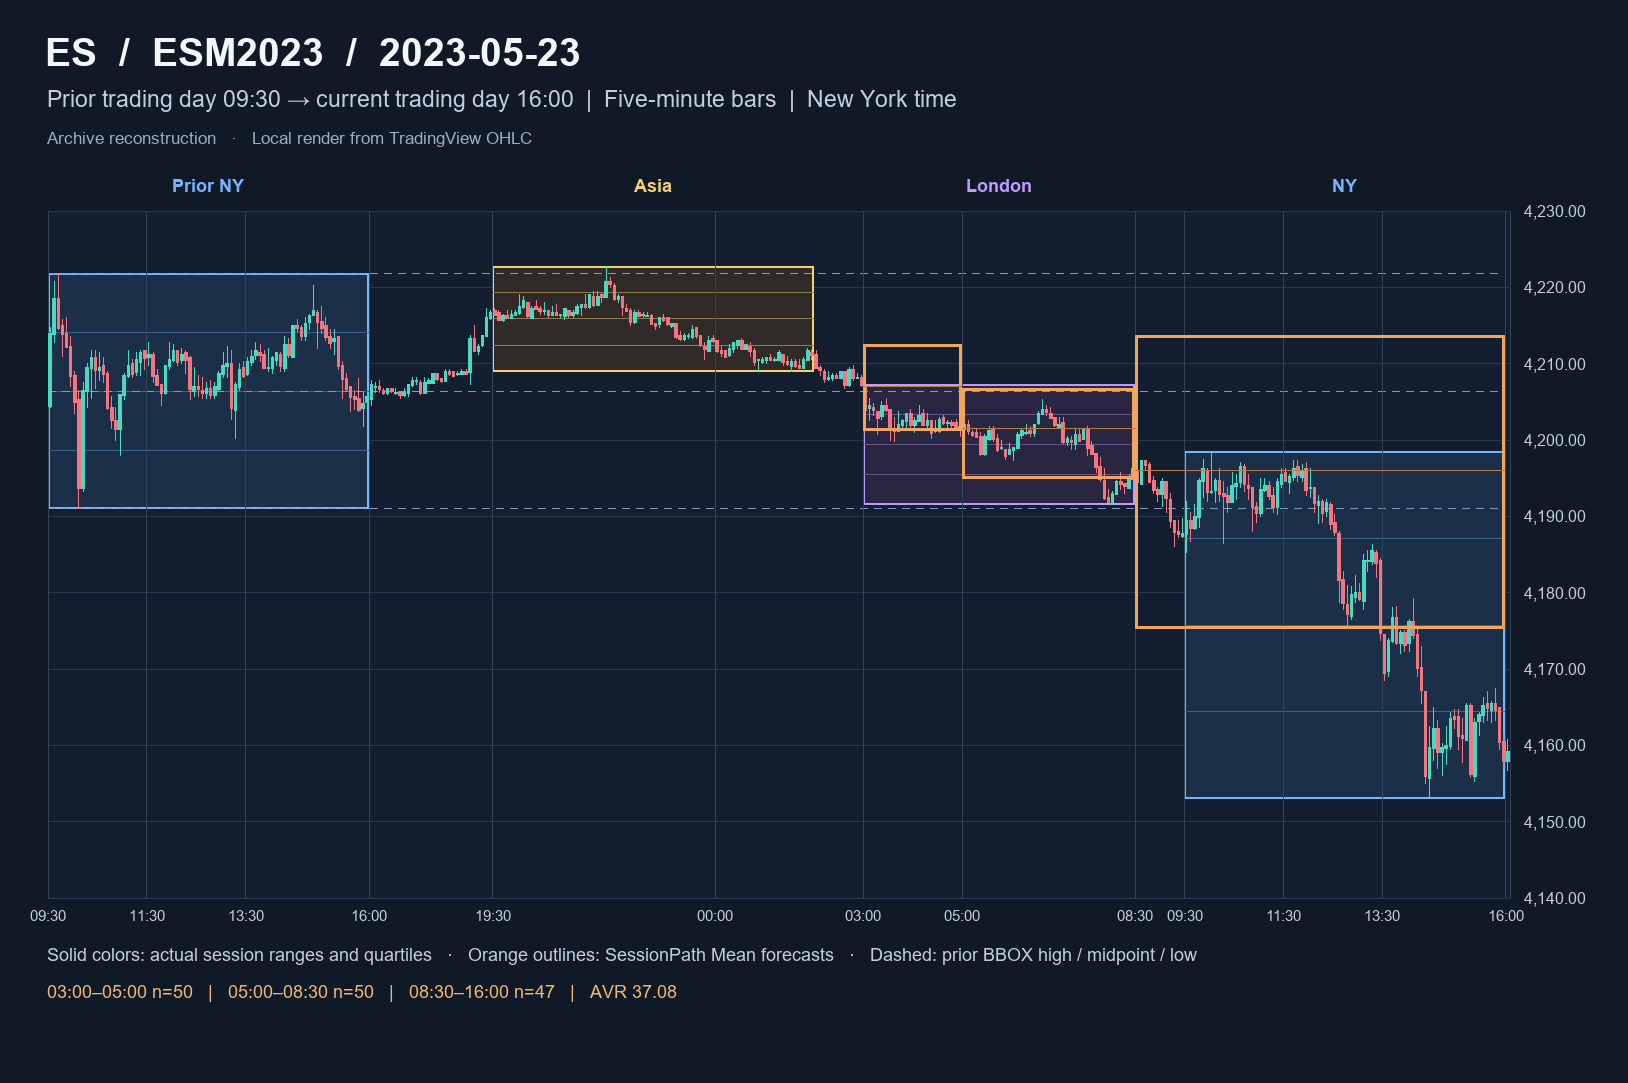 ES / ESM2023 / 2023-05-23
Prior trading day 09:30 → current trading day 16:00 | Five-minute bars | New York time
Archive reconstruction · Local render from TradingView OHLC
Prior NY Asia London NY
4,230.00
4,220.00
4,210.00
4,200.00
4,190.00
4,180.00
4,170.00
4,160.00
4,150.00
4,140.00
09:30 11:30 13:30 16:00 19:30 00:00 03:00 05:00 08:30 09:30 11:30 13:30 16:00
Solid colors: actual session ranges and quartiles · Orange outlines: SessionPath Mean forecasts · Dashed: prior BBOX high / midpoint / low
03:00–05:00 n=50 | 05:00–08:30 n=50 | 08:30–16:00 n=47 | AVR 37.08